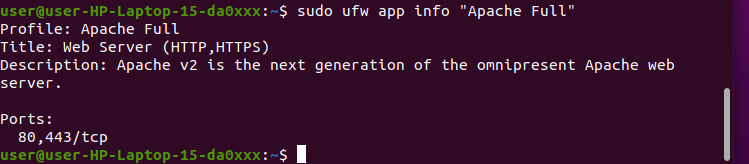 user@user-HP-Laptop-15-da0xxx:~$ sudo ufw app info "Apache Full"
Profile: Apache Full
Title: Web Server (HTTP,HTTPS)
Description: Apache v2 is the next generation of the omnipresent Apache web
server.

Ports:
  80,443/tcp
user@user-HP-Laptop-15-da0xxx:~$